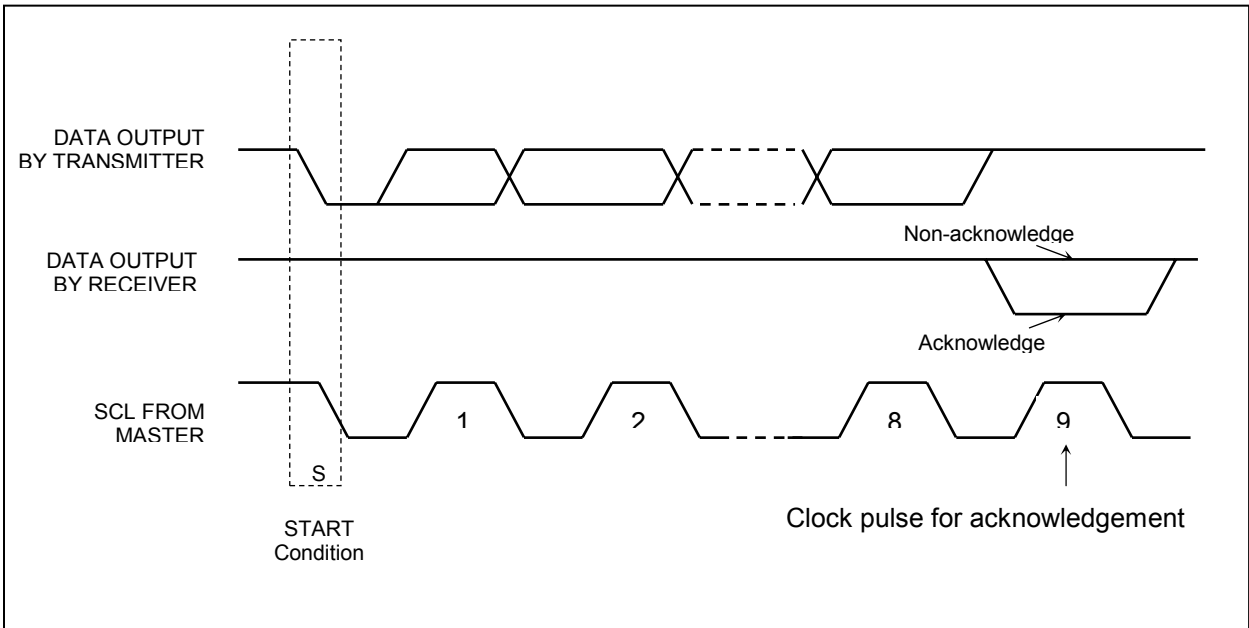 DATA OUTPUT
BY TRANSMITTER
Non-acknowledge
DATA OUTPUT
BY RECEIVER
Acknowledge
SCL FROM
MASTER
1
2
8
9
S
START
Condition
Clock pulse for acknowledgement